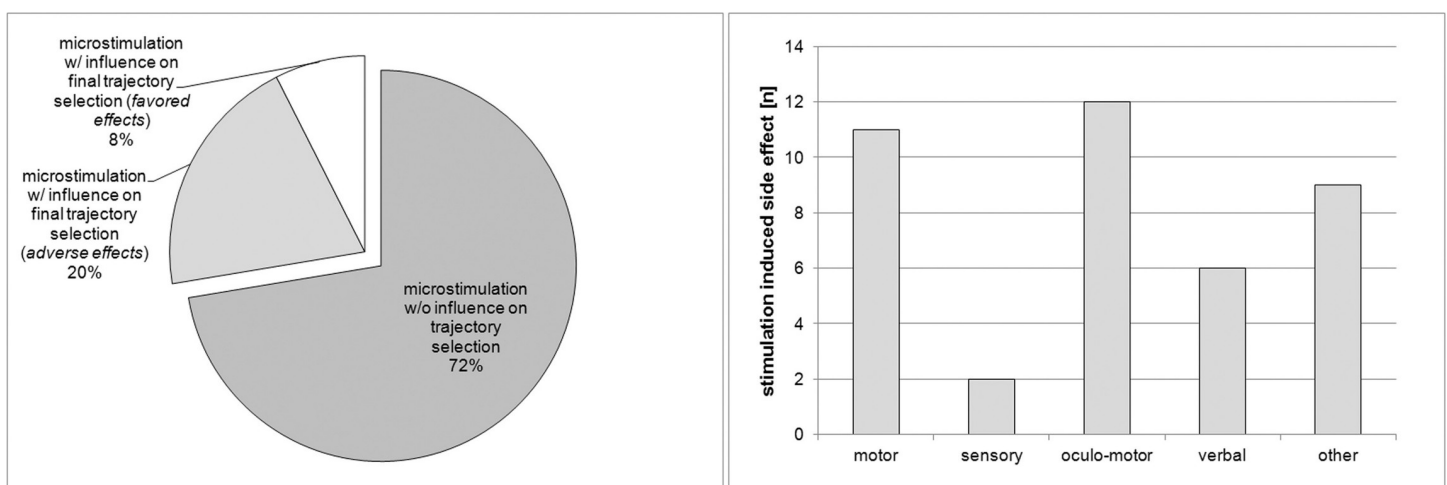 microstimulation
w/ influence on
final trajectory
selection (favored
effects)
8%
microstimulation
w/ influence on
final trajectory
selection
(adverse effects)
20%
microstimulation
w/o influence on
trajectory
selection
72%
stimulation induced side effect [n]
14
12
10
8
6
4
2
0
motor sensory oculo-motor verbal other